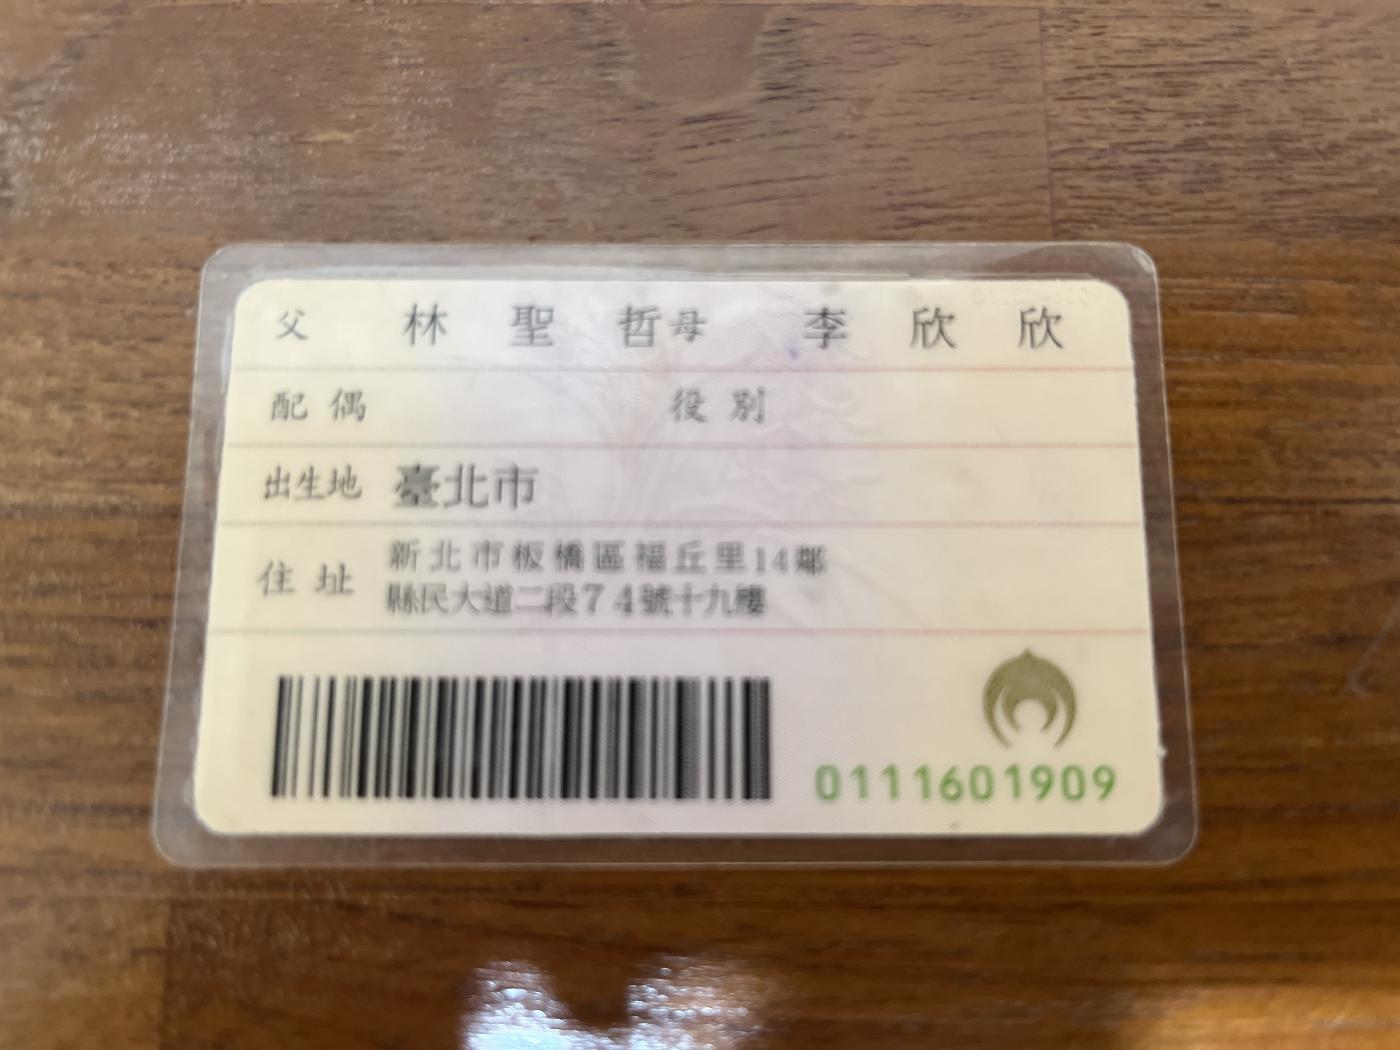 父 林聖哲 母 李欣欣
配偶 役別
出生地 臺北市
住址 新北市板橋區福丘里14鄰
縣民大道二段74號十九樓
0111601909